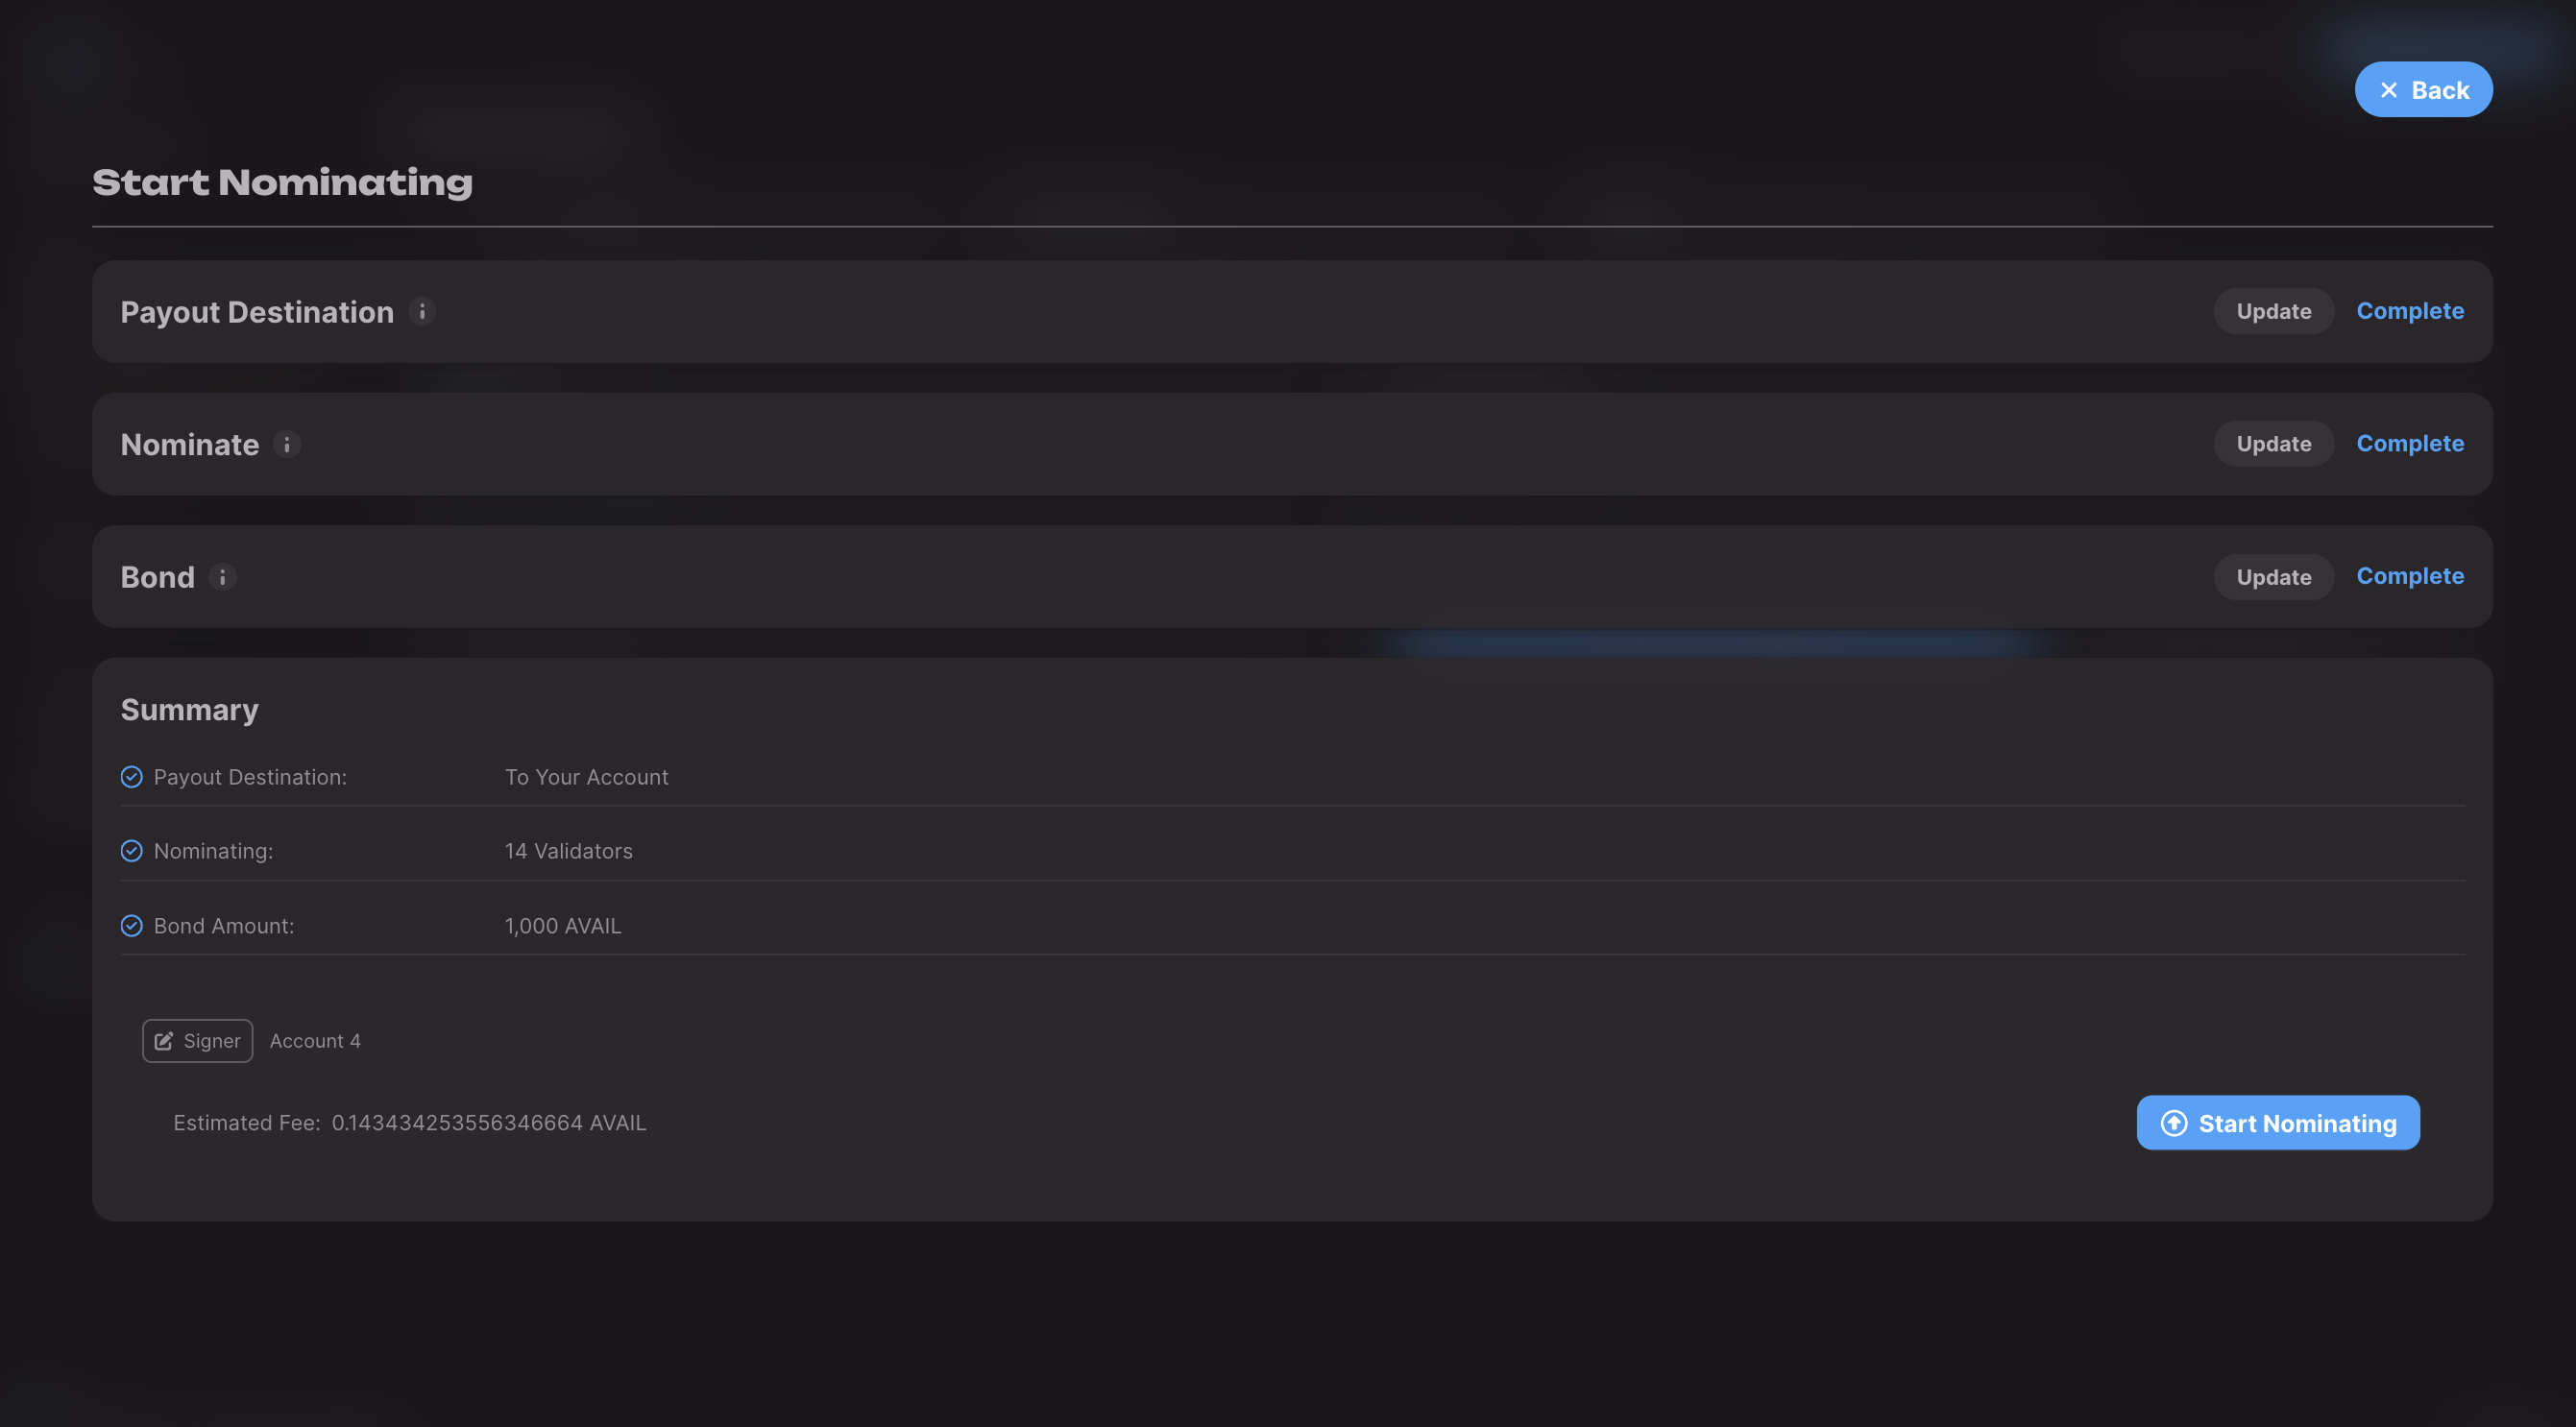 Back
Start Nominating
Payout Destination
Update Complete
Nominate
Update Complete
Bond
Update Complete
Summary
Payout Destination: To Your Account
Nominating: 14 Validators
Bond Amount: 1,000 AVAIL
Signer Account 4
Estimated Fee: 0.143434253556346664 AVAIL
Start Nominating